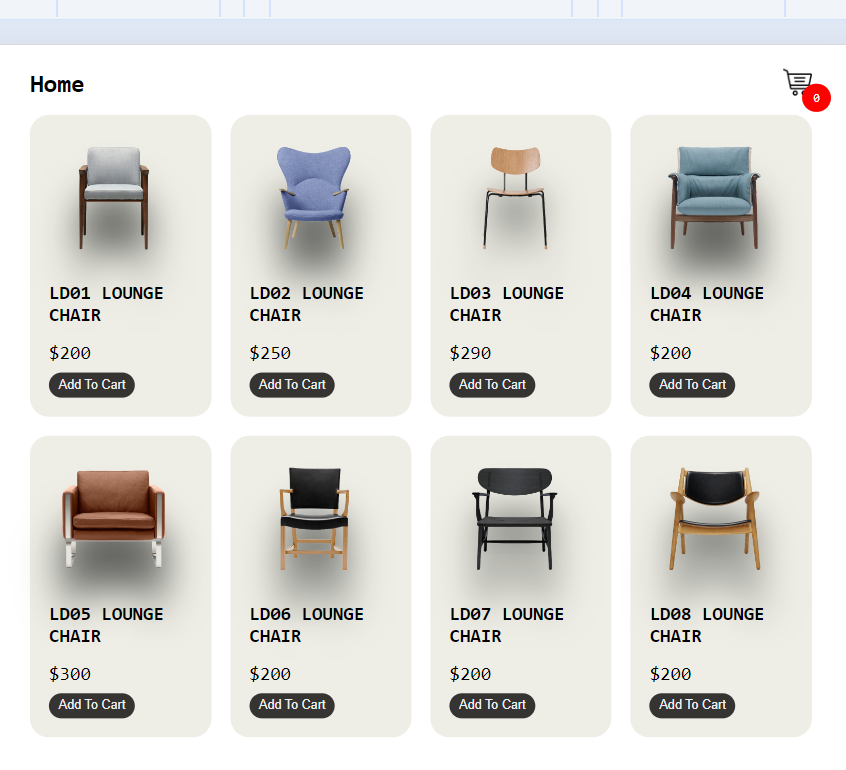 Home
0
LD01 LOUNGE
CHAIR
$200
Add To Cart
LD02 LOUNGE
CHAIR
$250
Add To Cart
LD03 LOUNGE
CHAIR
$290
Add To Cart
LD04 LOUNGE
CHAIR
$200
Add To Cart
LD05 LOUNGE
CHAIR
$300
Add To Cart
LD06 LOUNGE
CHAIR
$200
Add To Cart
LD07 LOUNGE
CHAIR
$200
Add To Cart
LD08 LOUNGE
CHAIR
$200
Add To Cart